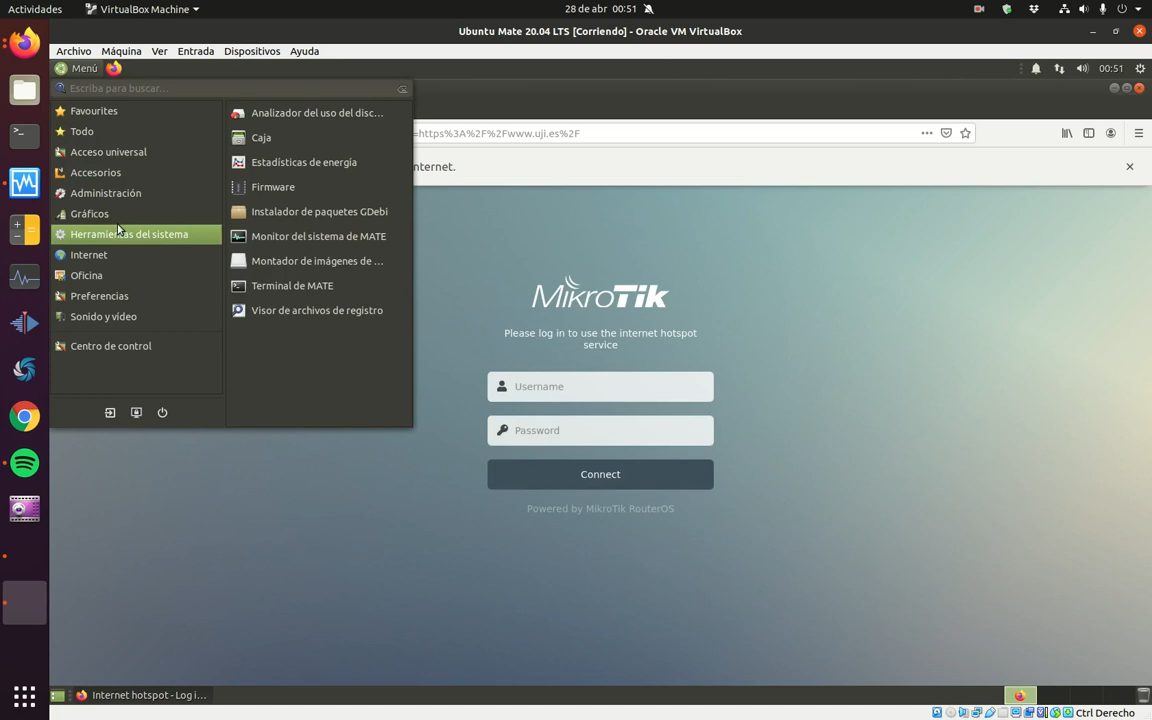 Actividades
VirtualBox Machine
28 de abr 00:51
Ubuntu Mate 20.04 LTS [Corriendo] - Oracle VM VirtualBox
Archivo Máquina Ver Entrada Dispositivos Ayuda
Menú
00:51
Escriba para buscar...
Favourites
Todo
Acceso universal
Accesorios
Administración
Gráficos
Herramientas del sistema
Internet
Oficina
Preferencias
Sonido y vídeo
Centro de control
Analizador del uso del disc...
Caja
Estadísticas de energía
Firmware
Instalador de paquetes GDebi
Monitor del sistema de MATE
Montador de imágenes de ...
Terminal de MATE
Visor de archivos de registro
=https%3A%2F%2Fwww.uji.es%2F
nternet.
MikroTik
Please log in to use the internet hotspot
service
Username
Password
Connect
Powered by MikroTik RouterOS
Internet hotspot - Log i...
Ctrl Derecho